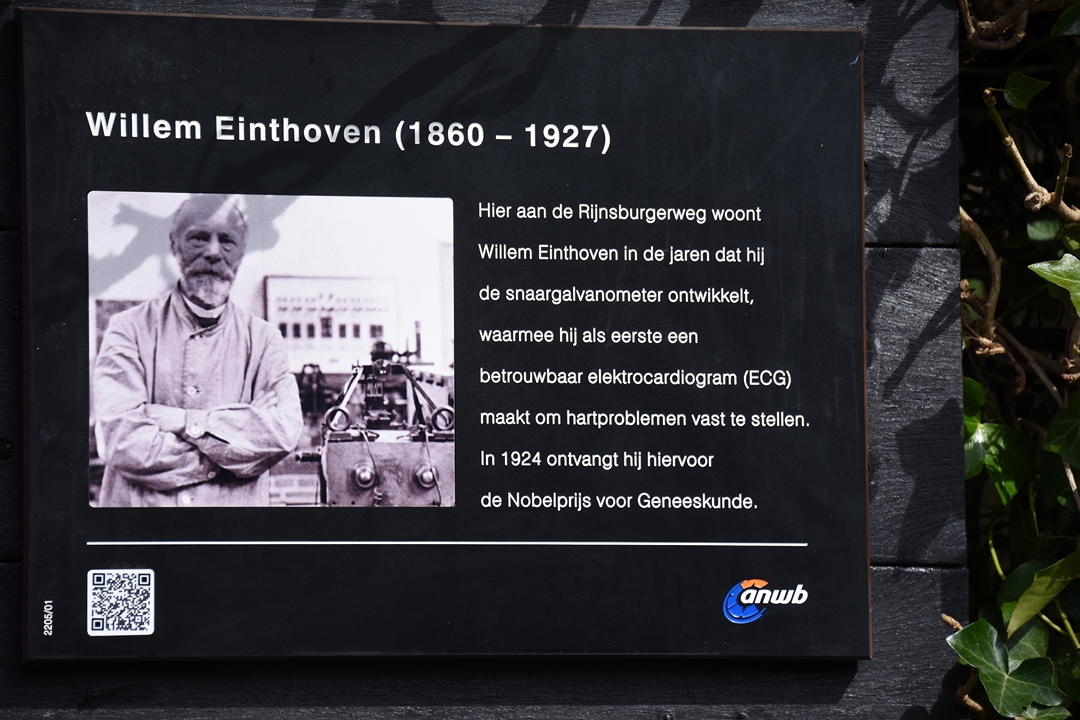 Willem Einthoven (1860 – 1927)
Hier aan de Rijnsburgerweg woont
Willem Einthoven in de jaren dat hij
de snaargalvanometer ontwikkelt,
waarmee hij als eerste een
betrouwbaar elektrocardiogram (ECG)
maakt om hartproblemen vast te stellen.
In 1924 ontvangt hij hiervoor
de Nobelprijs voor Geneeskunde.
2205/01
anwb